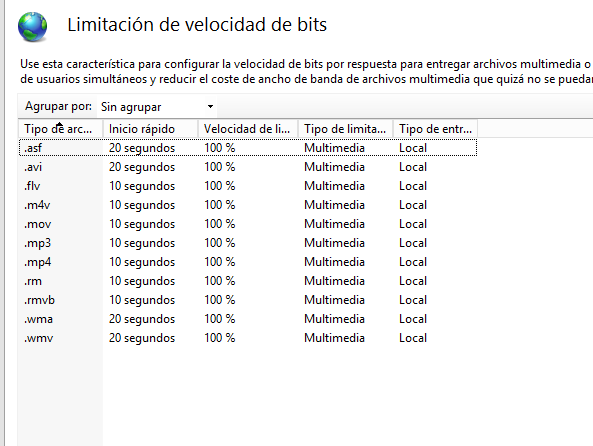 Limitación de velocidad de bits
Use esta característica para configurar la velocidad de bits por respuesta para entregar archivos multimedia o
de usuarios simultáneos y reducir el coste de ancho de banda de archivos multimedia que quizá no se puedan
Agrupar por: Sin agrupar
Tipo de arc... Inicio rápido Velocidad de li... Tipo de limita... Tipo de entr...
.asf 20 segundos 100 % Multimedia Local
.avi 20 segundos 100 % Multimedia Local
.flv 10 segundos 100 % Multimedia Local
.m4v 10 segundos 100 % Multimedia Local
.mov 10 segundos 100 % Multimedia Local
.mp3 10 segundos 100 % Multimedia Local
.mp4 10 segundos 100 % Multimedia Local
.rm 10 segundos 100 % Multimedia Local
.rmvb 10 segundos 100 % Multimedia Local
.wma 20 segundos 100 % Multimedia Local
.wmv 20 segundos 100 % Multimedia Local